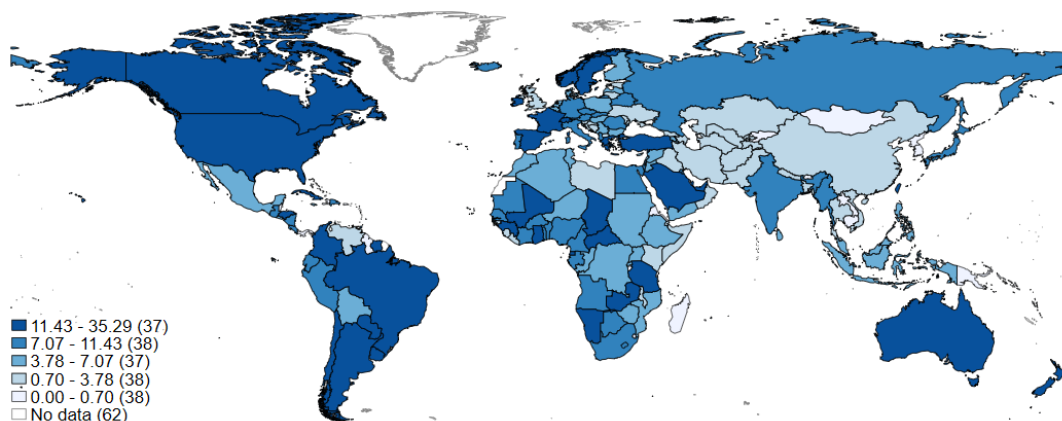 11.43 - 35.29 (37)
7.07 - 11.43 (38)
3.78 - 7.07 (37)
0.70 - 3.78 (38)
0.00 - 0.70 (38)
No data (62)